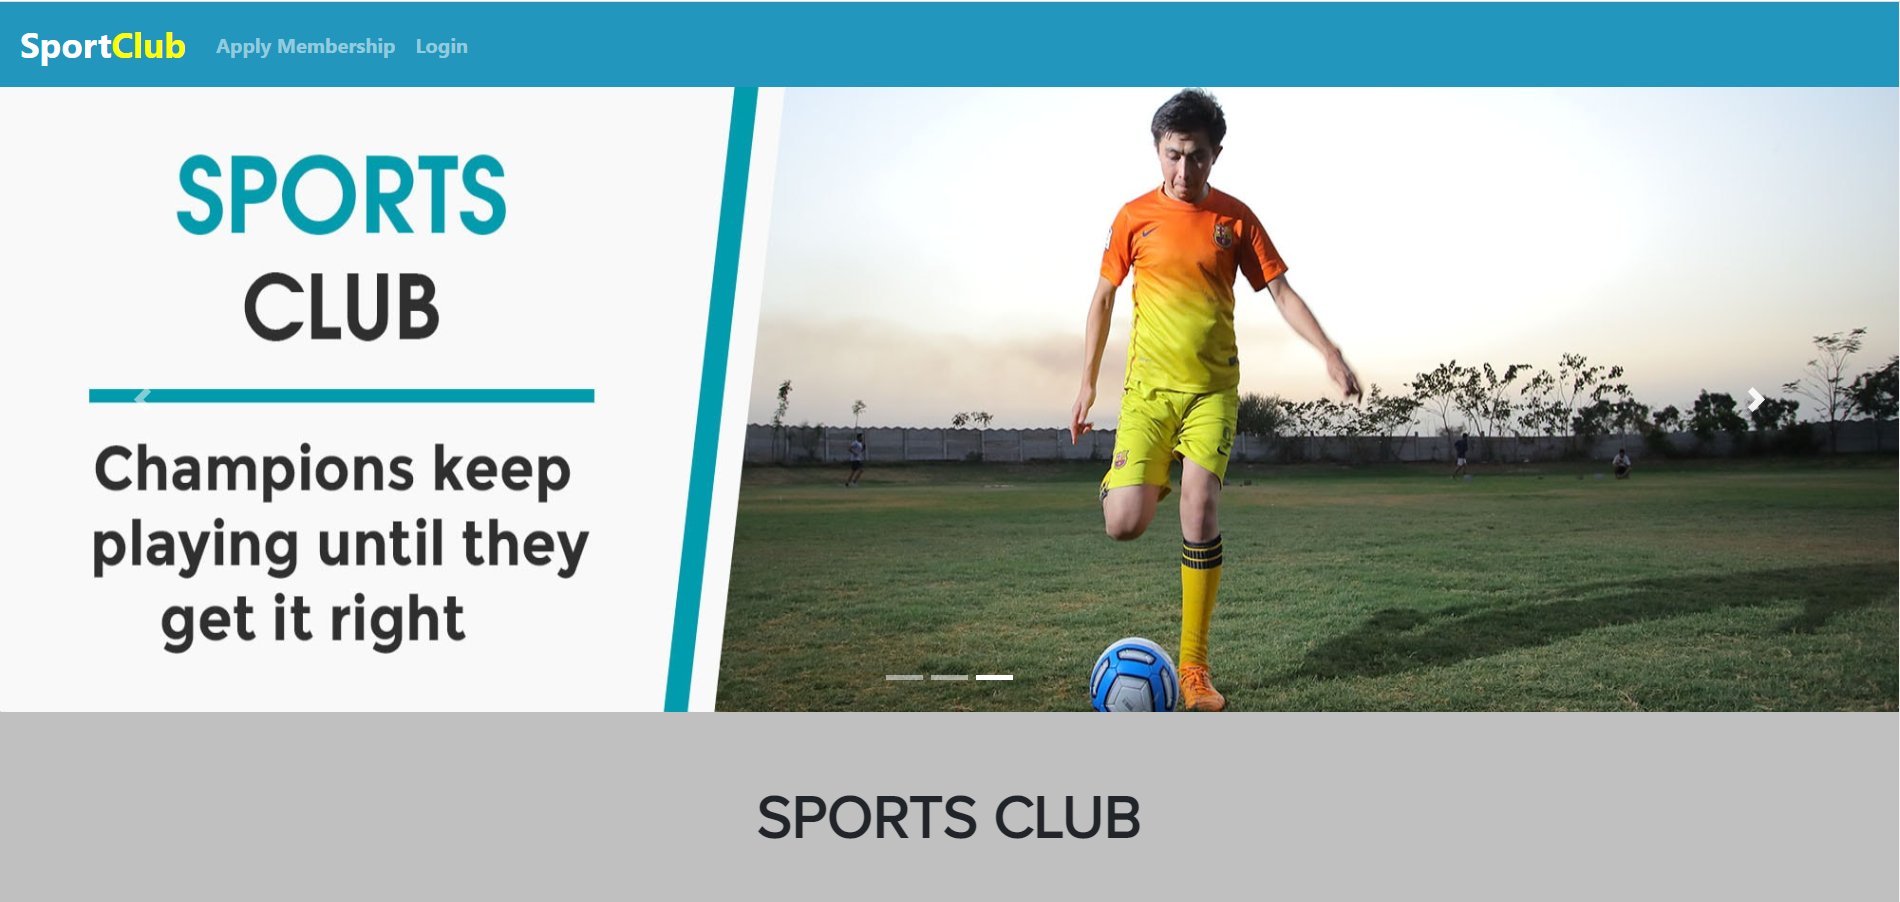 SportClub Apply Membership Login
SPORTS
CLUB
Champions keep
playing until they
get it right
SPORTS CLUB